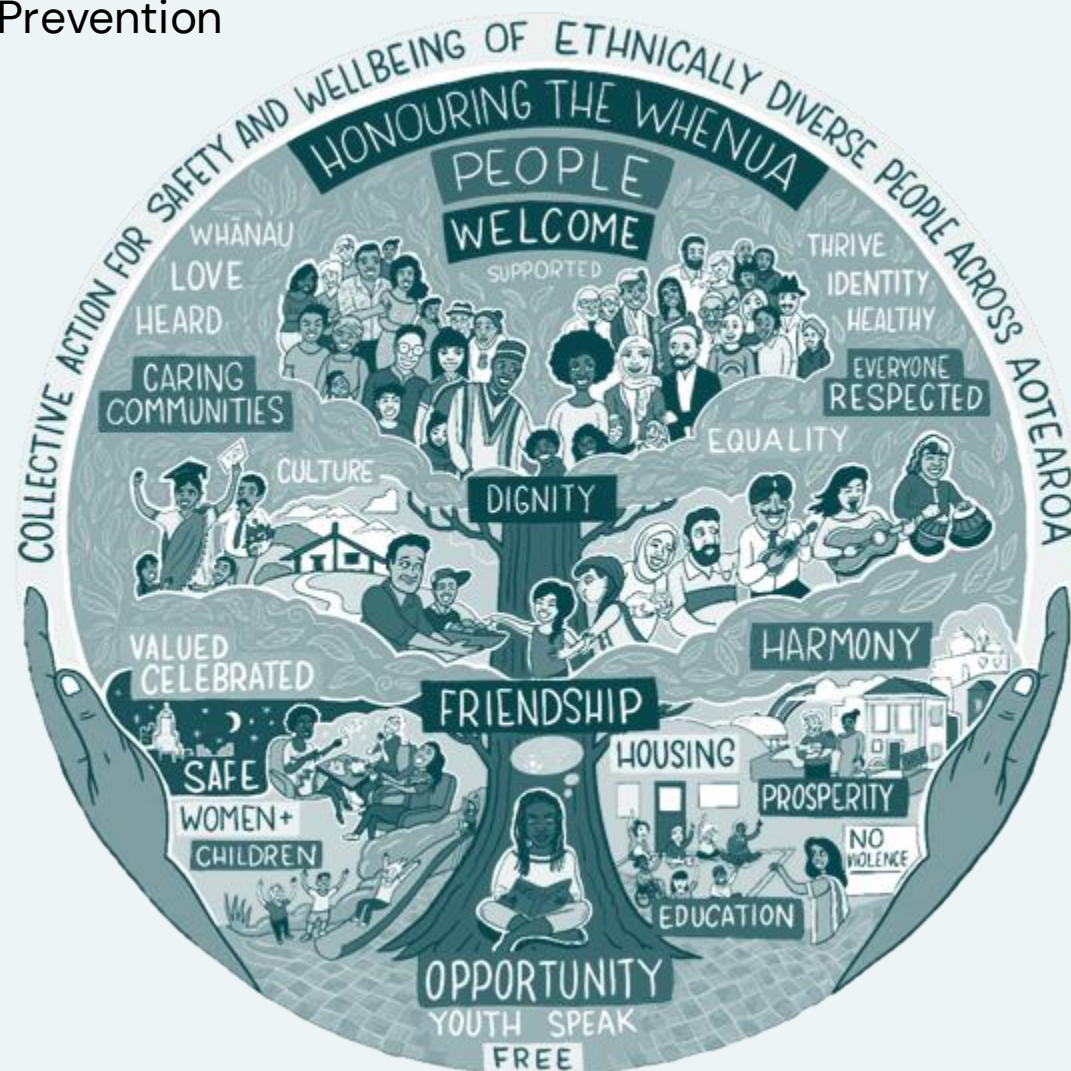 Prevention
COLLECTIVE ACTION FOR SAFETY AND WELLBEING OF ETHNICALLY DIVERSE PEOPLE ACROSS AOTEAROA
HONOURING THE WHENUA
PEOPLE
WELCOME
SUPPORTED
WHĀNAU
LOVE
HEARD
CARING
COMMUNITIES
THRIVE
IDENTITY
HEALTHY
EVERYONE
RESPECTED
EQUALITY
CULTURE
DIGNITY
VALUED
CELEBRATED
HARMONY
FRIENDSHIP
SAFE
WOMEN+
CHILDREN
HOUSING
PROSPERITY
NO
VIOLENCE
EDUCATION
OPPORTUNITY
YOUTH SPEAK
FREE